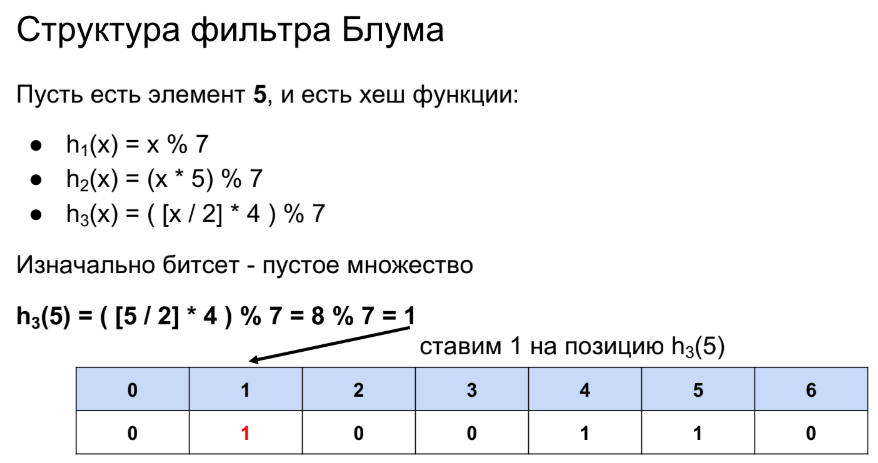 Структура фильтра Блума
Пусть есть элемент 5, и есть хеш функции:
● h₁(x) = x % 7
● h₂(x) = (x * 5) % 7
● h₃(x) = ( [x / 2] * 4 ) % 7
Изначально битсет - пустое множество
h₃(5) = ( [5 / 2] * 4 ) % 7 = 8 % 7 = 1
ставим 1 на позицию h₃(5)
0 1 2 3 4 5 6
0 1 0 0 1 1 0